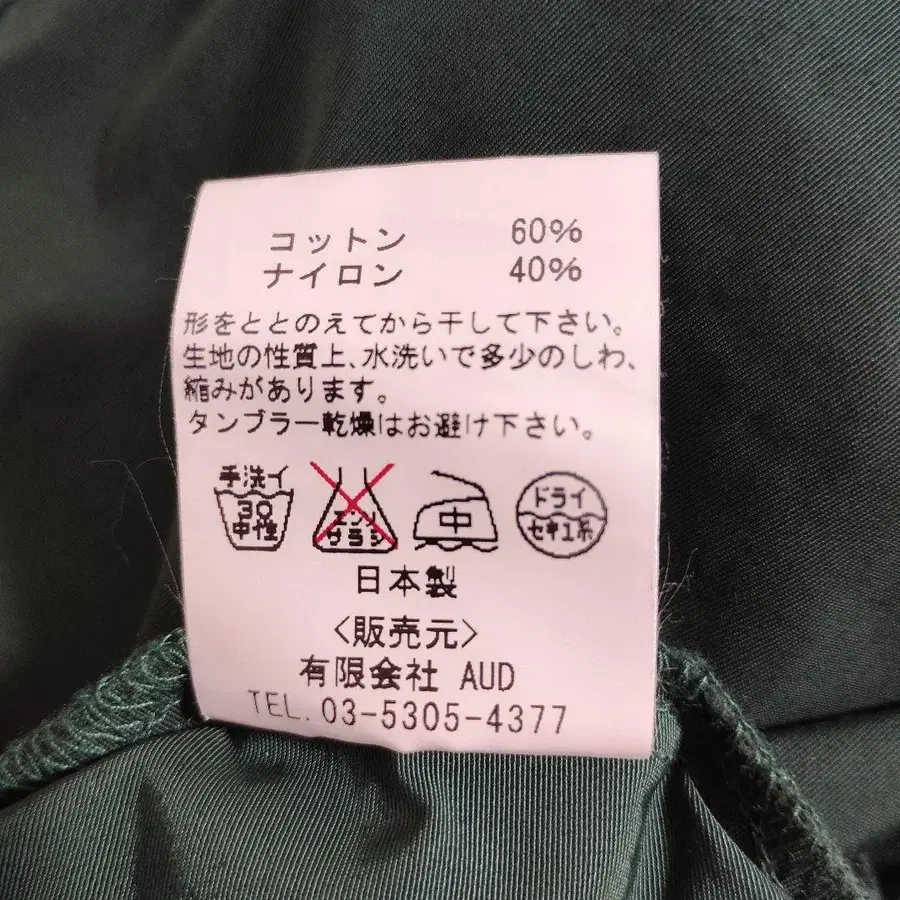 コットン 60%
ナイロン 40%
形をととのえてから干して下さい。
生地の性質上、水洗いで多少のしわ、
縮みがあります。
タンブラー乾燥はお避け下さい。
手洗イ
30
中性
エンソ
サラシ
中
ドライ
セキユ系
日本製
<販売元>
有限会社 AUD
TEL. 03-5305-4377